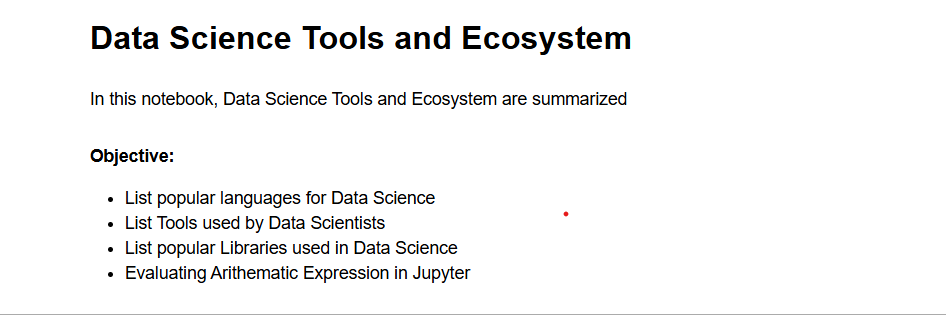 Data Science Tools and Ecosystem
In this notebook, Data Science Tools and Ecosystem are summarized
Objective:
• List popular languages for Data Science
• List Tools used by Data Scientists
• List popular Libraries used in Data Science
• Evaluating Arithematic Expression in Jupyter